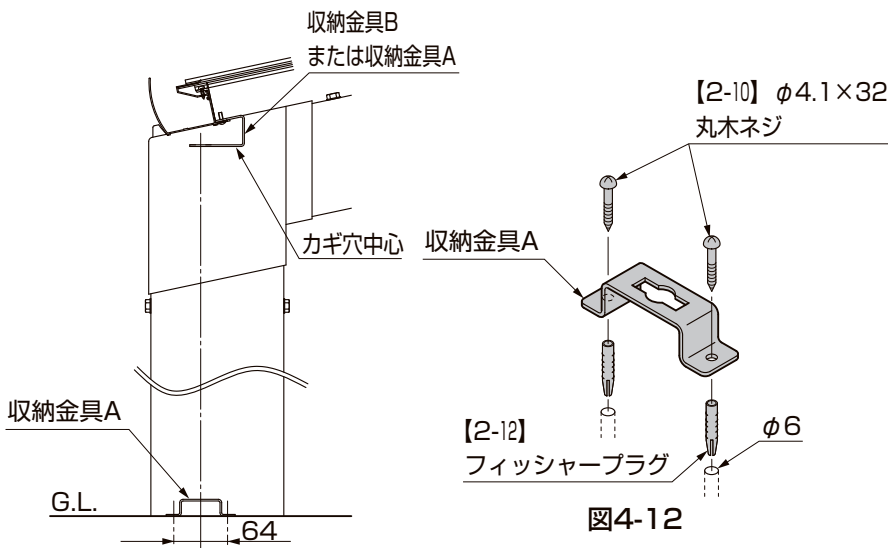 収納金具B
または収納金具A
カギ穴中心
収納金具A
G.L.
64
【2-10】 φ4.1×32
丸木ネジ
収納金具A
【2-12】
フィッシャープラグ
φ6
図4-12